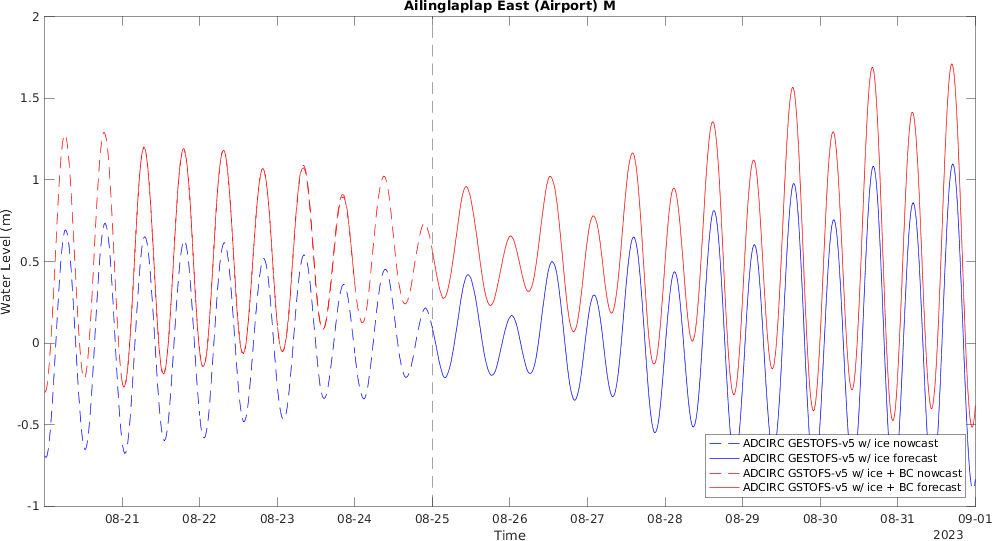 Ailinglaplap East (Airport) M
Water Level (m)
2
1.5
1
0.5
0
-0.5
-1
08-21
08-22
08-23
08-24
08-25
08-26
08-27
08-28
08-29
08-30
08-31
09-01
2023
Time
ADCIRC GESTOFS-v5 w/ ice nowcast
ADCIRC GESTOFS-v5 w/ ice forecast
ADCIRC GSTOFS-v5 w/ ice + BC nowcast
ADCIRC GSTOFS-v5 w/ ice + BC forecast